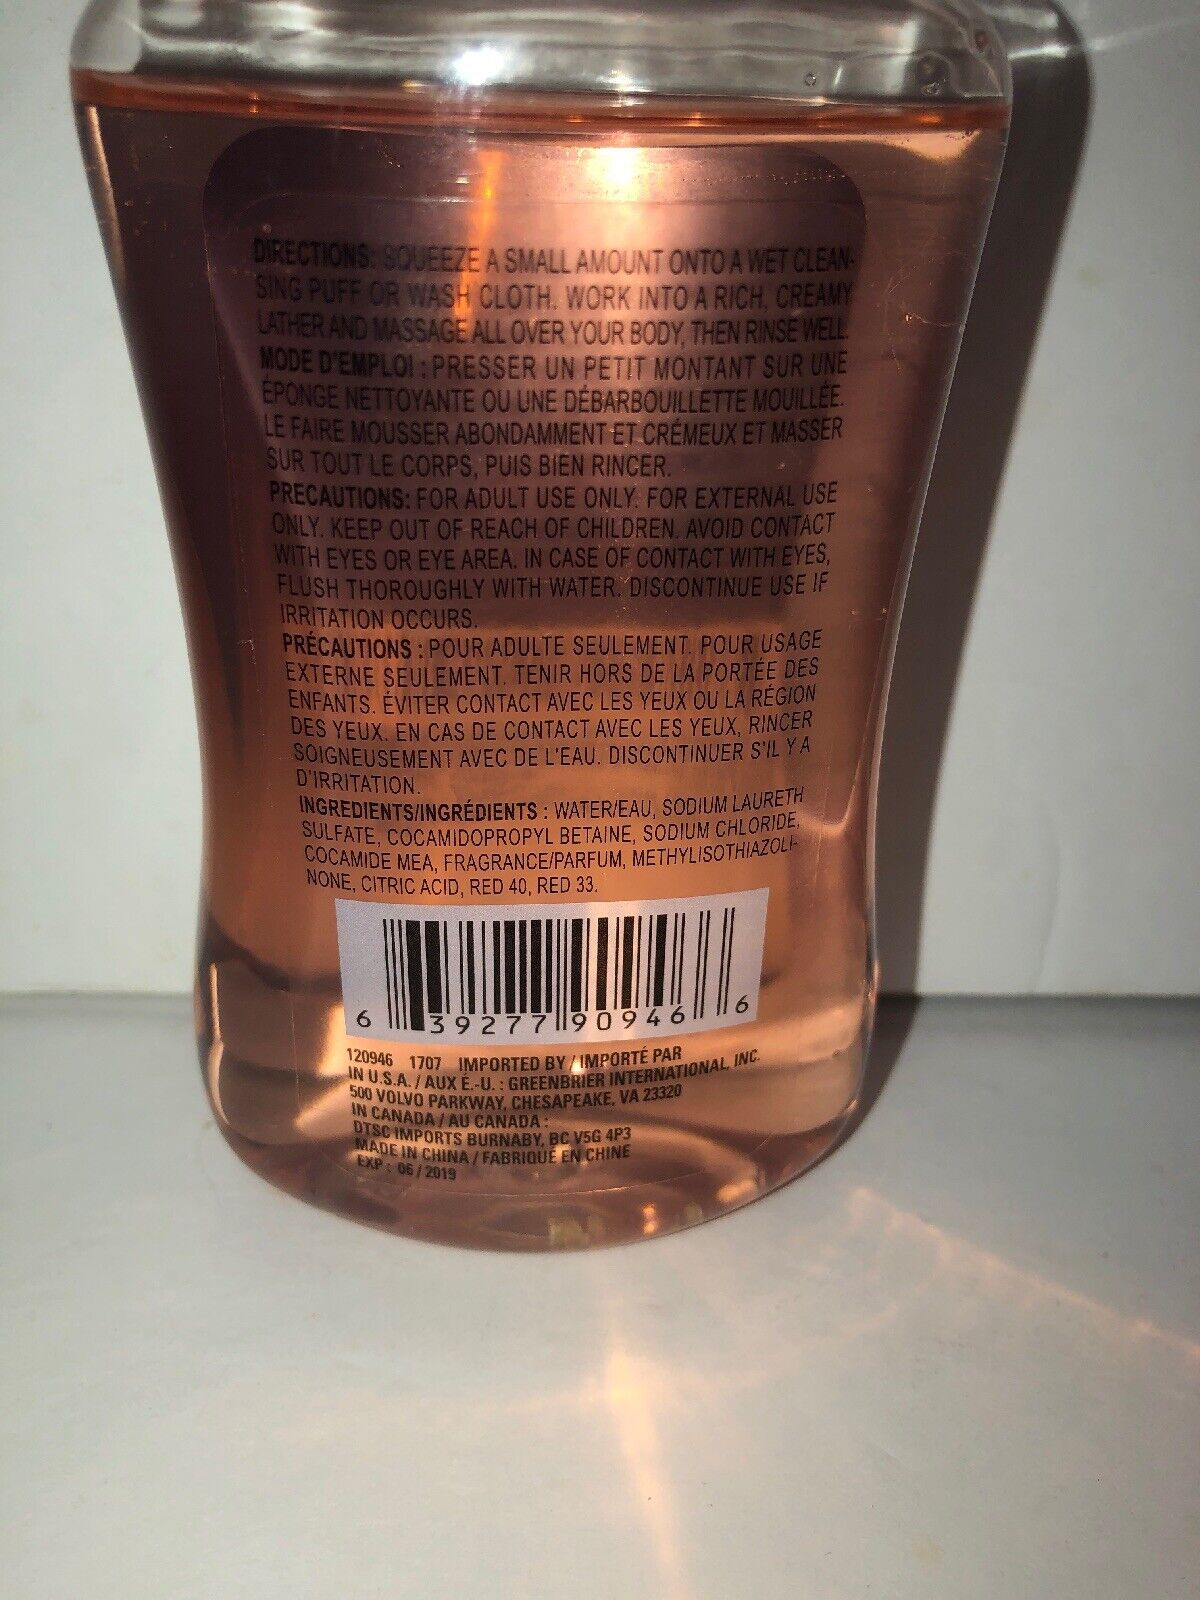 DIRECTIONS: SQUEEZE A SMALL AMOUNT ONTO A WET CLEAN-
SING PUFF OR WASH CLOTH. WORK INTO A RICH, CREAMY
LATHER AND MASSAGE ALL OVER YOUR BODY, THEN RINSE WELL.
MODE D'EMPLOI : PRESSER UN PETIT MONTANT SUR UNE
ÉPONGE NETTOYANTE OU UNE DÉBARBOUILLETTE MOUILLÉE.
LE FAIRE MOUSSER ABONDAMMENT ET CRÉMEUX ET MASSER
SUR TOUT LE CORPS, PUIS BIEN RINCER.
PRECAUTIONS: FOR ADULT USE ONLY. FOR EXTERNAL USE
ONLY. KEEP OUT OF REACH OF CHILDREN. AVOID CONTACT
WITH EYES OR EYE AREA. IN CASE OF CONTACT WITH EYES,
FLUSH THOROUGHLY WITH WATER. DISCONTINUE USE IF
IRRITATION OCCURS.
PRÉCAUTIONS : POUR ADULTE SEULEMENT. POUR USAGE
EXTERNE SEULEMENT. TENIR HORS DE LA PORTÉE DES
ENFANTS. ÉVITER CONTACT AVEC LES YEUX OU LA RÉGION
DES YEUX. EN CAS DE CONTACT AVEC LES YEUX, RINCER
SOIGNEUSEMENT AVEC DE L'EAU. DISCONTINUER S'IL Y A
D'IRRITATION.
INGREDIENTS/INGRÉDIENTS : WATER/EAU, SODIUM LAURETH
SULFATE, COCAMIDOPROPYL BETAINE, SODIUM CHLORIDE,
COCAMIDE MEA, FRAGRANCE/PARFUM, METHYLISOTHIAZOLI-
NONE, CITRIC ACID, RED 40, RED 33.
6 39277 90946 6
120946 1707 IMPORTED BY / IMPORTÉ PAR
IN U.S.A. / AUX É.-U. : GREENBRIER INTERNATIONAL, INC.
500 VOLVO PARKWAY, CHESAPEAKE, VA 23320
IN CANADA / AU CANADA :
DTSC IMPORTS BURNABY, BC V5G 4P3
MADE IN CHINA / FABRIQUÉ EN CHINE
EXP : 06 / 2019